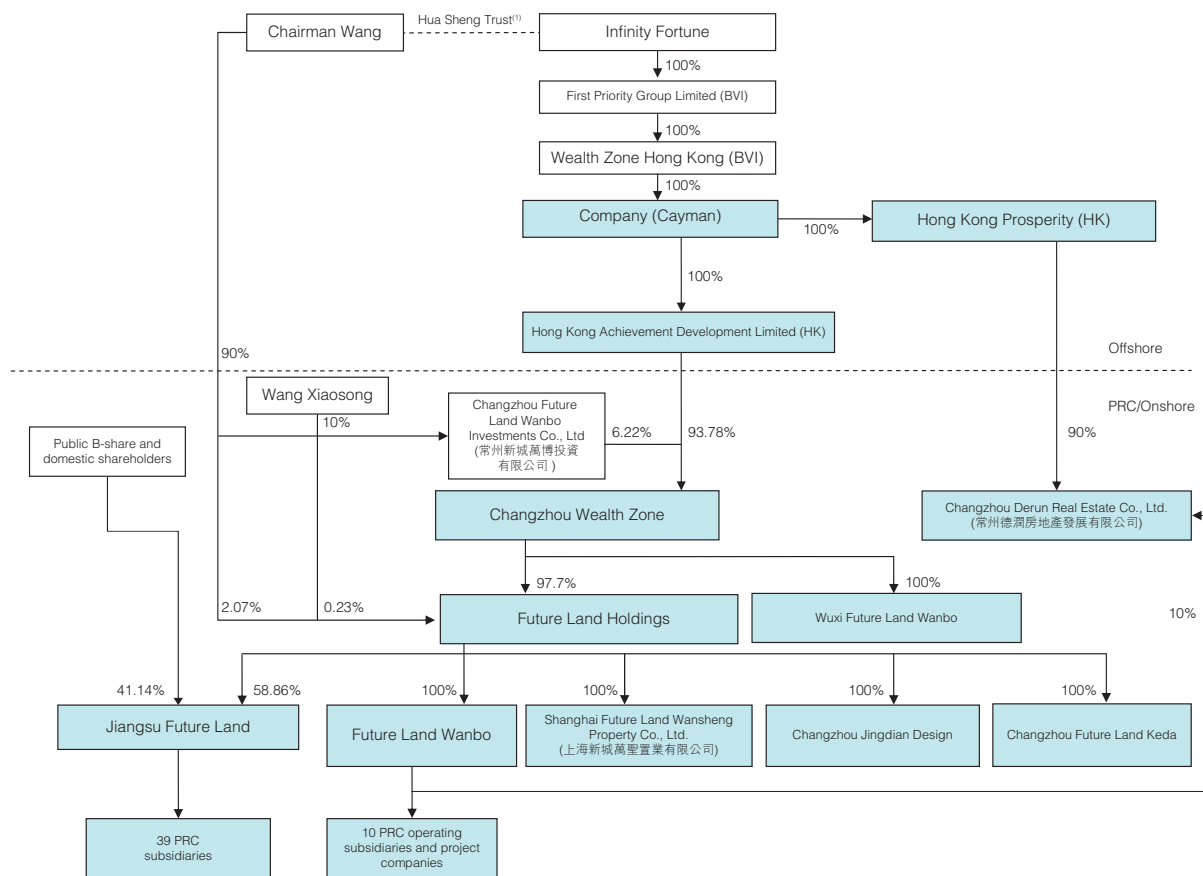 Hua Sheng Trust(1)
Chairman Wang
Infinity Fortune
100%
First Priority Group Limited (BVI)
100%
Wealth Zone Hong Kong (BVI)
100%
Company (Cayman)
100%
Hong Kong Prosperity (HK)
100%
Hong Kong Achievement Development Limited (HK)
90%
Offshore
PRC/Onshore
Wang Xiaosong
10%
Changzhou Future
Land Wanbo
Investments Co., Ltd
(常州新城萬博投資
有限公司)
6.22%
93.78%
90%
Public B-share and
domestic shareholders
Changzhou Wealth Zone
Changzhou Derun Real Estate Co., Ltd.
(常州德潤房地產發展有限公司)
97.7%
100%
2.07%
0.23%
Future Land Holdings
Wuxi Future Land Wanbo
10%
41.14%
58.86%
100%
100%
100%
100%
Jiangsu Future Land
Future Land Wanbo
Shanghai Future Land Wansheng
Property Co., Ltd.
(上海新城萬聖置業有限公司)
Changzhou Jingdian Design
Changzhou Future Land Keda
39 PRC
subsidiaries
10 PRC operating
subsidiaries and project
companies